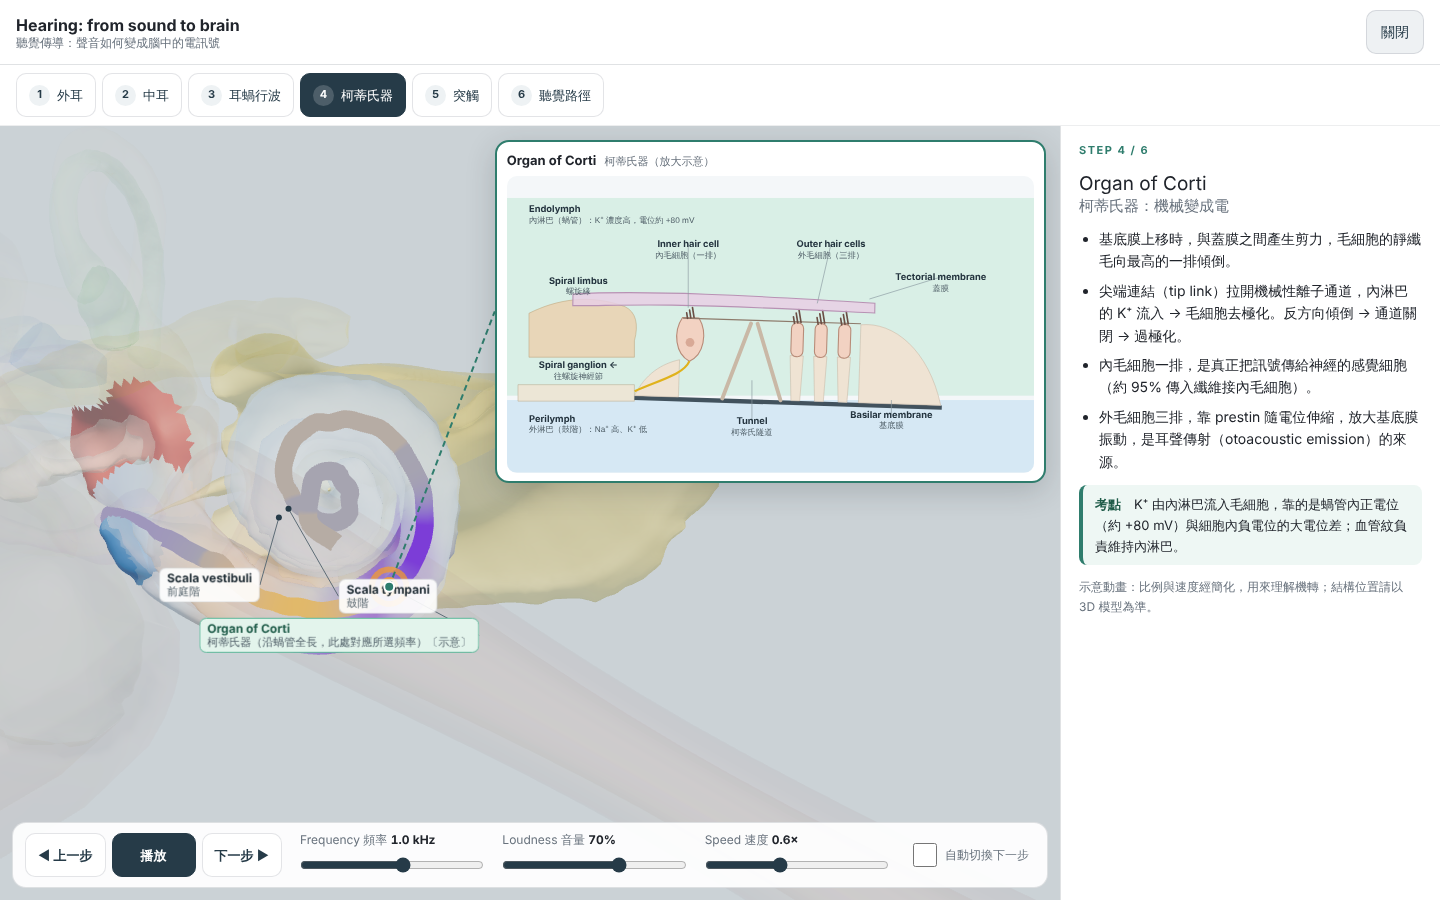 Hearing: from sound to brain
聽覺傳導：聲音如何變成腦中的電訊號
關閉
1 外耳
2 中耳
3 耳蝸行波
4 柯蒂氏器
5 突觸
6 聽覺路徑
Organ of Corti 柯蒂氏器（放大示意）
Endolymph
內淋巴（蝸管）：K⁺ 濃度高，電位約 +80 mV
Inner hair cell
內毛細胞（一排）
Outer hair cells
外毛細胞（三排）
Tectorial membrane
蓋膜
Spiral limbus
螺旋緣
Spiral ganglion ←
往螺旋神經節
Perilymph
外淋巴（鼓階）：Na⁺ 高、K⁺ 低
Tunnel
柯蒂氏隧道
Basilar membrane
基底膜
Scala vestibuli
前庭階
Scala tympani
鼓階
Organ of Corti
柯蒂氏器（沿蝸管全長，此處對應所選頻率）〔示意〕
◀ 上一步
播放
下一步 ▶
Frequency 頻率 1.0 kHz
Loudness 音量 70%
Speed 速度 0.6×
自動切換下一步
STEP 4 / 6
Organ of Corti
柯蒂氏器：機械變成電
• 基底膜上移時，與蓋膜之間產生剪力，毛細胞的靜纖
毛向最高的一排傾倒。
• 尖端連結（tip link）拉開機械性離子通道，內淋巴
的 K⁺ 流入 → 毛細胞去極化。反方向傾倒 → 通道關
閉 → 過極化。
• 內毛細胞一排，是真正把訊號傳給神經的感覺細胞
（約 95% 傳入纖維接內毛細胞）。
• 外毛細胞三排，靠 prestin 隨電位伸縮，放大基底膜
振動，是耳聲傳射（otoacoustic emission）的來
源。
考點 K⁺ 由內淋巴流入毛細胞，靠的是蝸管內正電位
（約 +80 mV）與細胞內負電位的大電位差；血管紋負
責維持內淋巴。
示意動畫：比例與速度經簡化，用來理解機轉；結構位置請以
3D 模型為準。